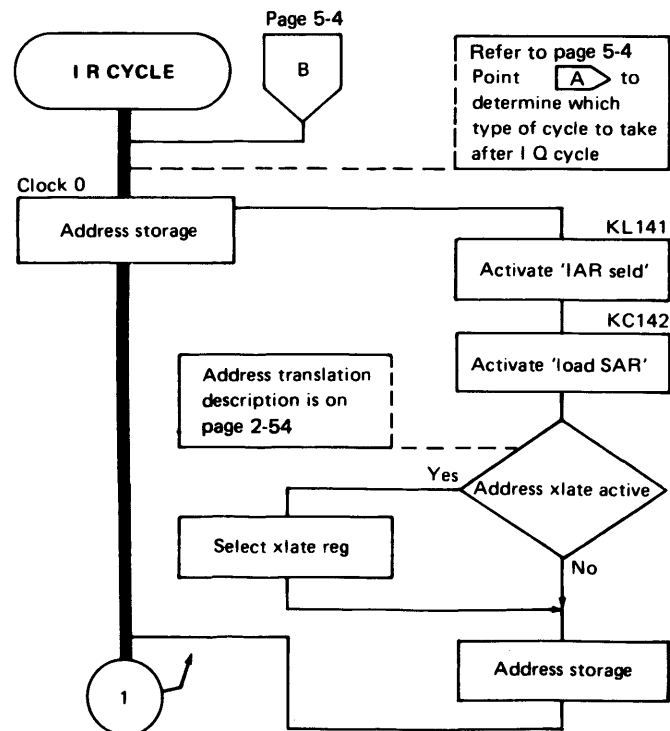 Page 5-4
I R CYCLE
B
Refer to page 5-4
Point A to
determine which
type of cycle to take
after I Q cycle
Clock 0
Address storage
KL141
Activate 'IAR seld'
KC142
Activate 'load SAR'
Address translation
description is on
page 2-54
Yes
Address xlate active
Select xlate reg
No
Address storage
1